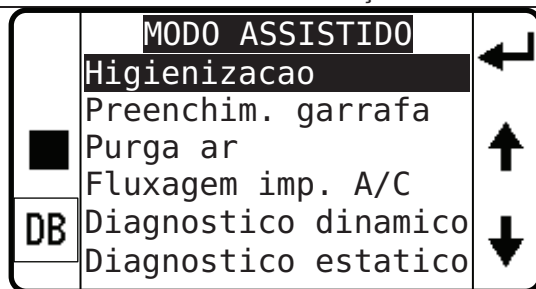 MODO ASSISTIDO
Higienizacao
Preenchim. garrafa
Purga ar
Fluxagem imp. A/C
Diagnostico dinamico
DB
Diagnostico estatico